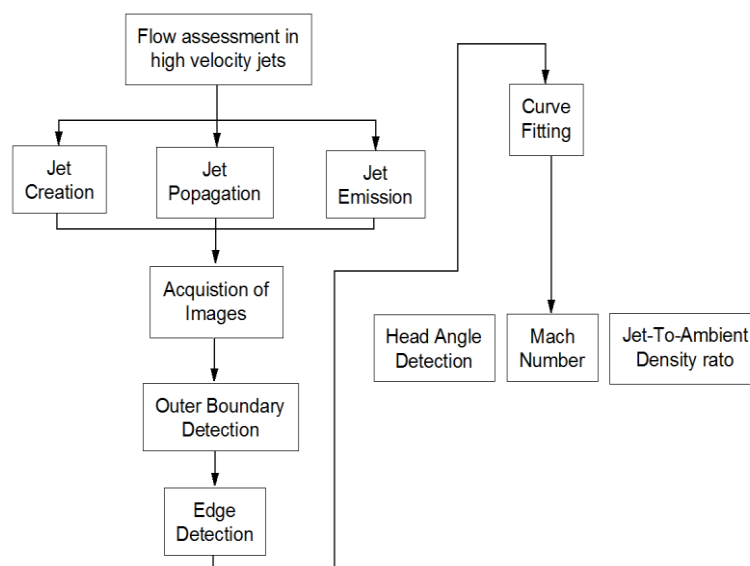 Flow assessment in
high velocity jets
Jet
Creation
Jet
Popagation
Jet
Emission
Acquistion of
Images
Outer Boundary
Detection
Edge
Detection
Curve
Fitting
Head Angle
Detection
Mach
Number
Jet-To-Ambient
Density rato